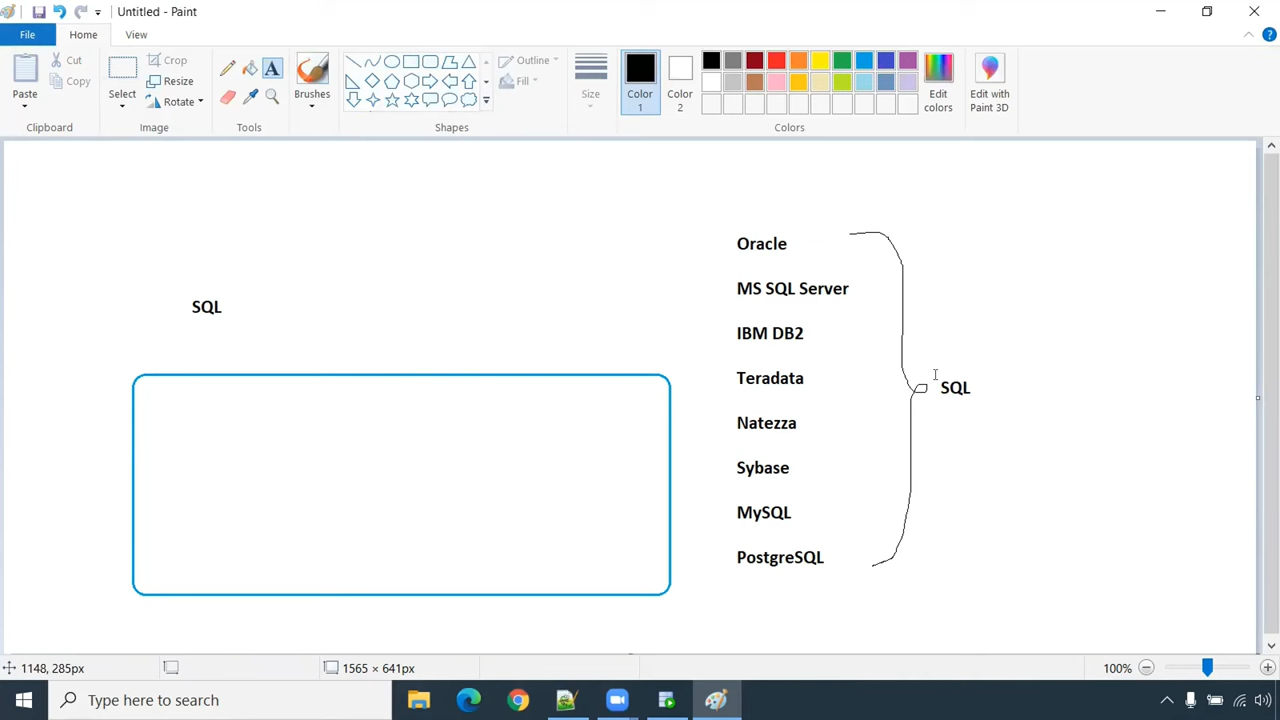 Untitled - Paint
File
Home
View
Paste
Cut
Copy
Clipboard
Select
Crop
Resize
Rotate
Image
A
Tools
Brushes
Outline
Fill
Shapes
Size
Color 1
Color 2
Edit colors
Colors
Edit with Paint 3D
SQL
Oracle
MS SQL Server
IBM DB2
Teradata
Natezza
Sybase
MySQL
PostgreSQL
SQL
1148, 285px
1565 × 641px
100%
Type here to search